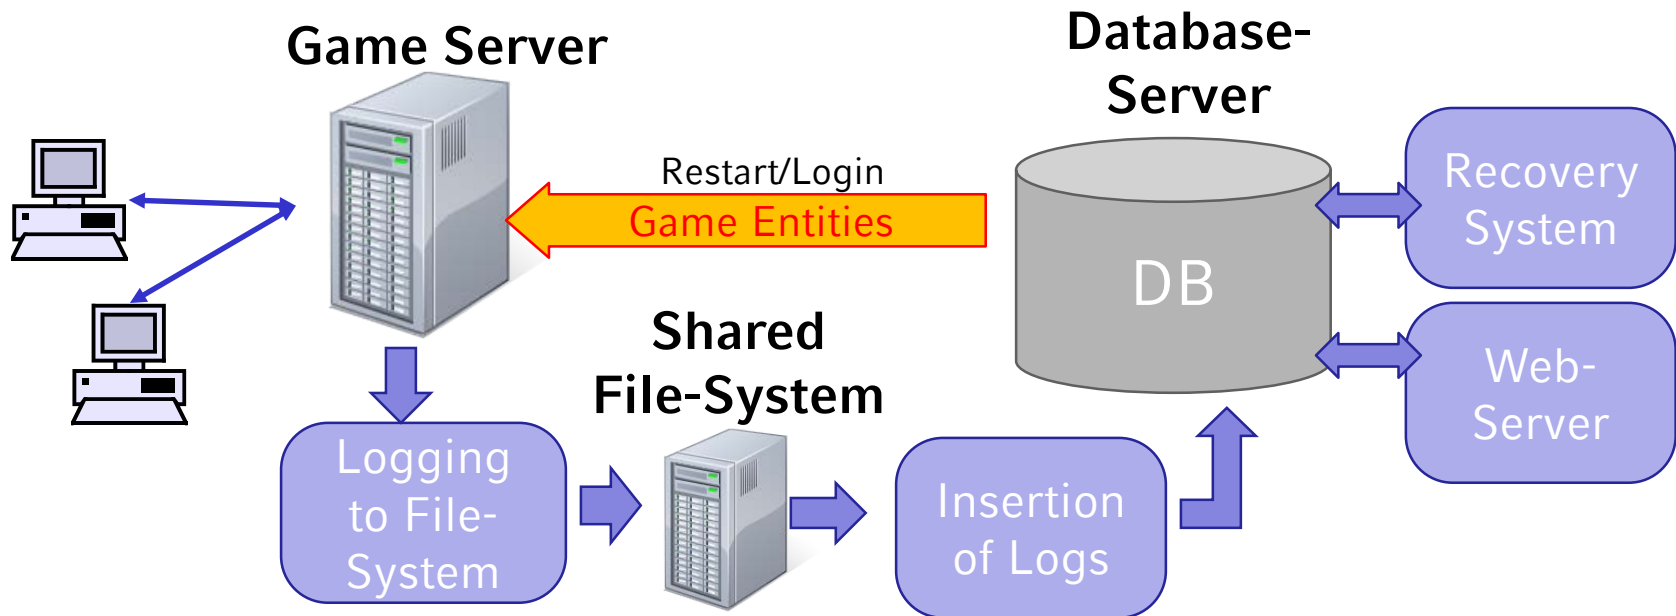 Game Server
Database-
Server
Restart/Login
Game Entities
DB
Recovery
System
Shared
File-System
Web-
Server
Logging
to File-
System
Insertion
of Logs